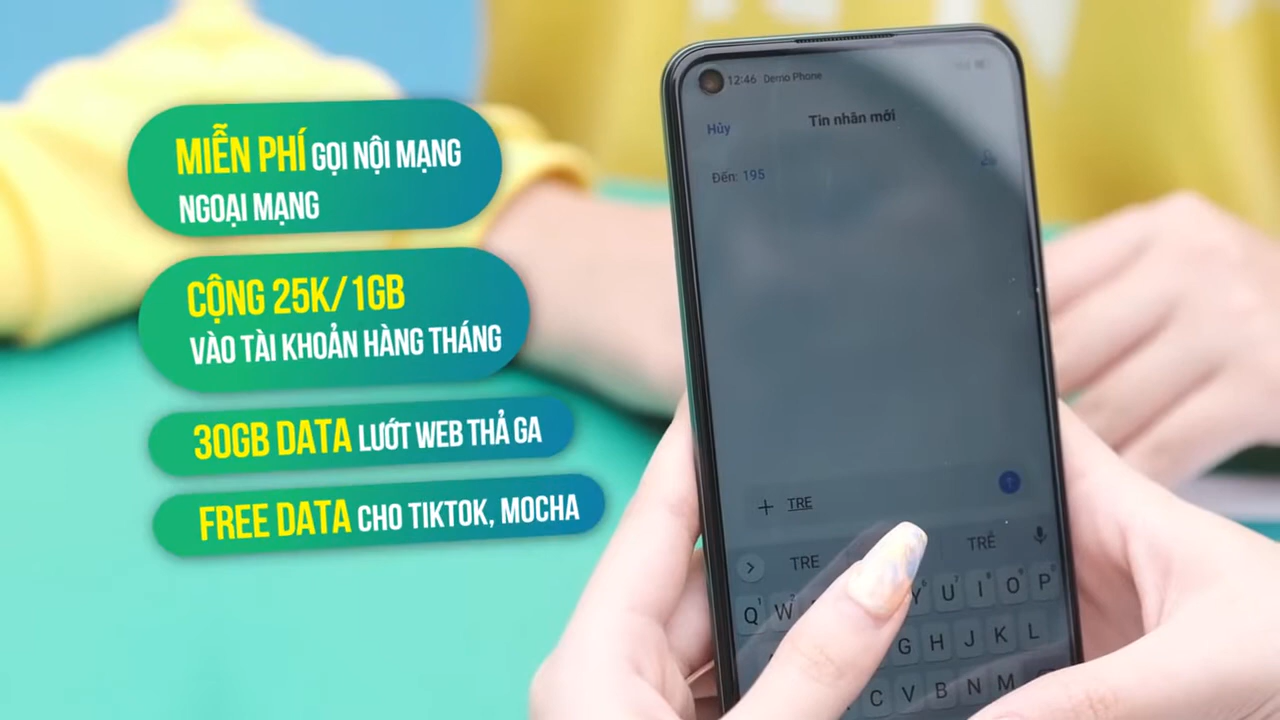 MIỄN PHÍ GỌI NỘI MẠNG
NGOẠI MẠNG
CỘNG 25K/1GB
VÀO TÀI KHOẢN HÀNG THÁNG
30GB DATA LƯỚT WEB THẢ GA
FREE DATA CHO TIKTOK, MOCHA
12:46 Demo Phone
Hủy
Tin nhắn mới
Đến: 195
TRE
TRE
TRẺ
Q W Y U I O P
G H J K L
C V B N M